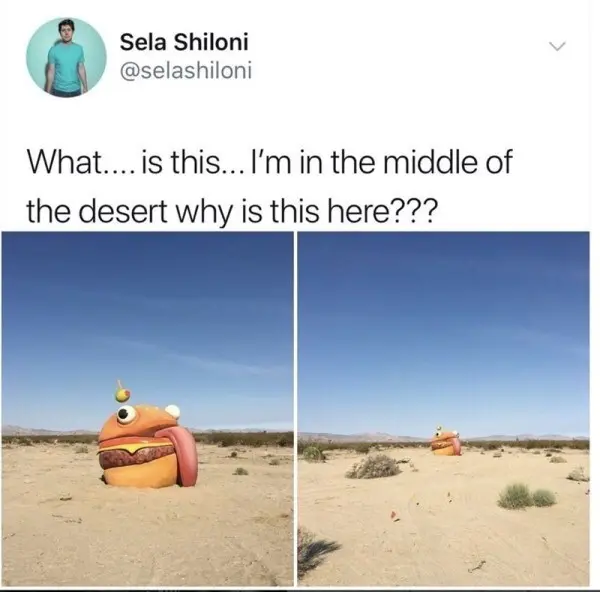 Sela Shiloni
@selashiloni
What.... is this... I'm in the middle of
the desert why is this here???